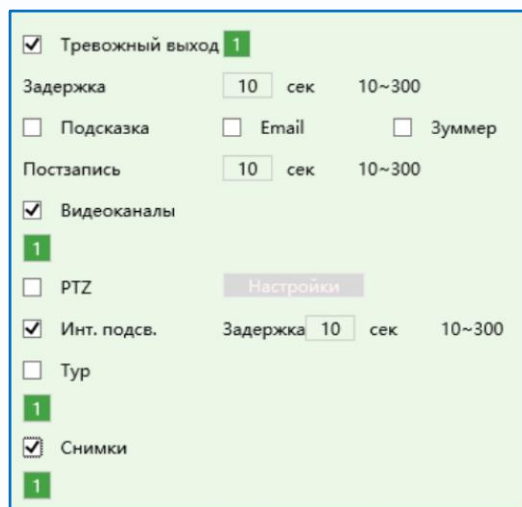 Тревожный выход 1
Задержка 10 сек 10~300
Подсказка Email Зуммер
Постзапись 10 сек 10~300
Видеоканалы
1
PTZ Настройки
Инт. подсв. Задержка 10 сек 10~300
Тур
1
Снимки
1